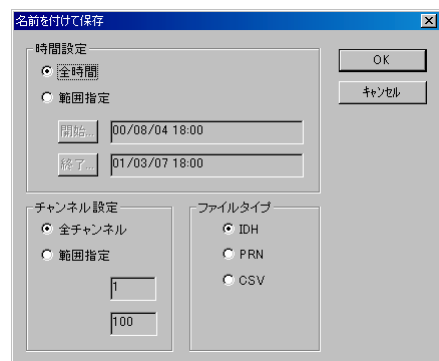 名前を付けて保存
時間設定
全時間
範囲指定
開始... 00/08/04 18:00
終了... 01/03/07 18:00
OK
キャンセル
チャンネル設定
全チャンネル
範囲指定
1
100
ファイルタイプ
IDH
PRN
CSV